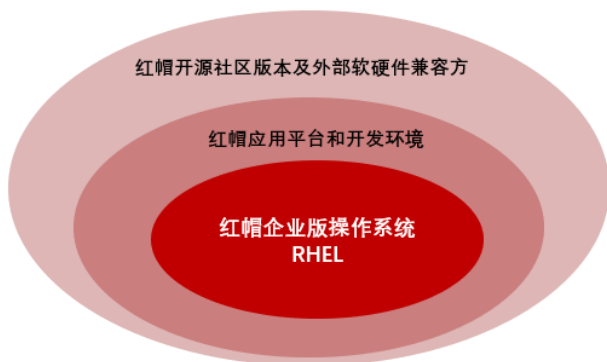 红帽开源社区版本及外部软硬件兼容方
红帽应用平台和开发环境
红帽企业版操作系统
RHEL